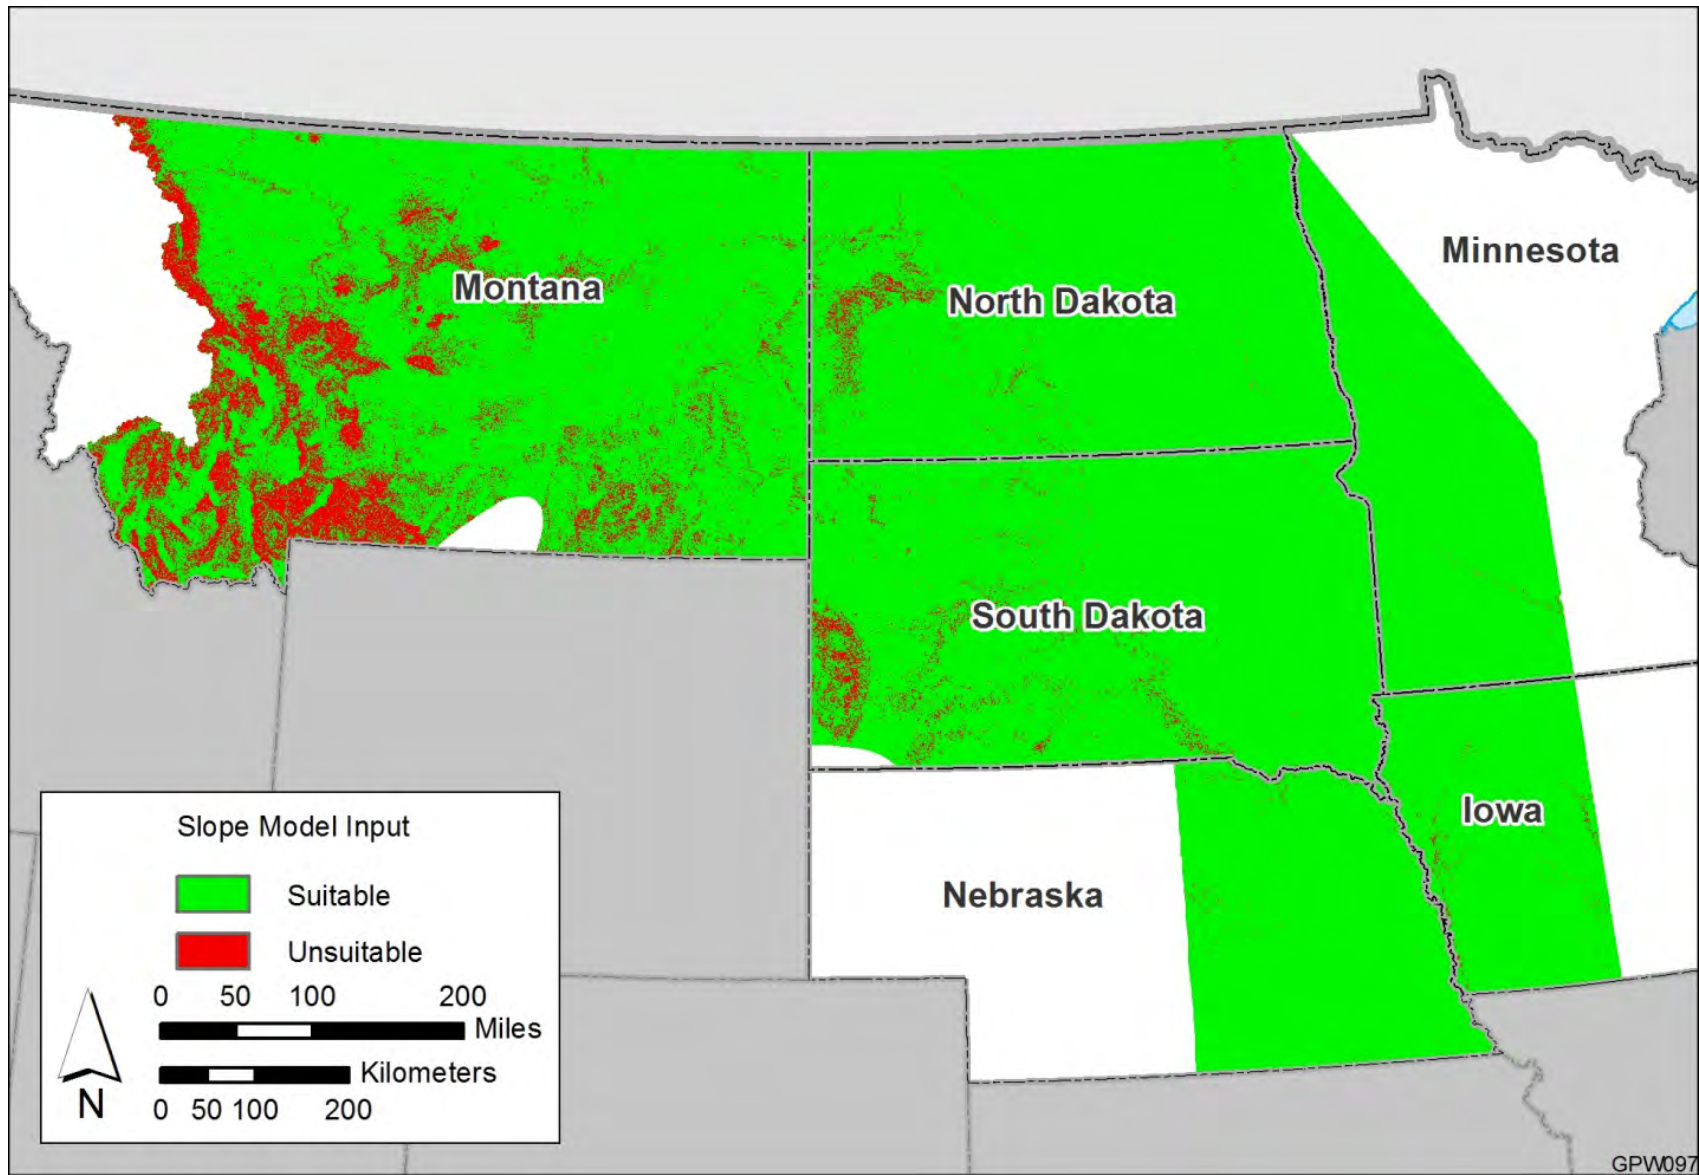 Minnesota
Montana
North Dakota
South Dakota
Iowa
Nebraska
Slope Model Input
Suitable
Unsuitable
0 50 100 200
Miles
Kilometers
0 50 100 200
N
GPW097